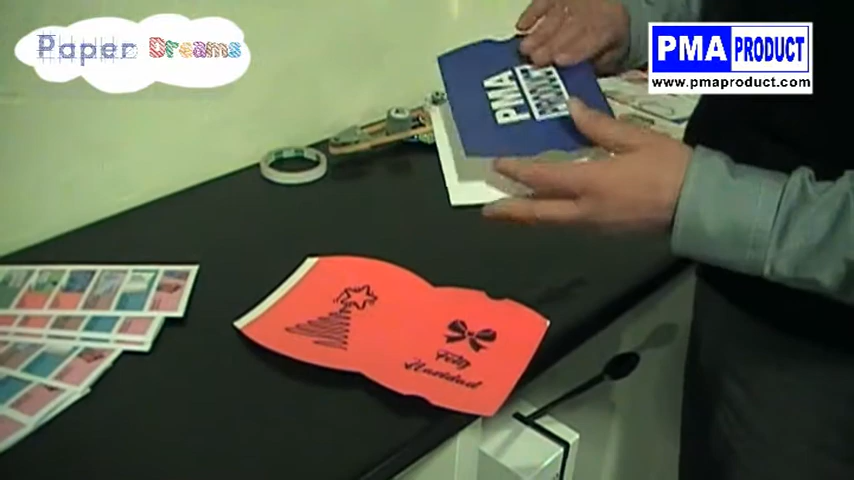 Paper Dreams
PMA PRODUCT
www.pmaproduct.com
PMA
Feliz
Navidad